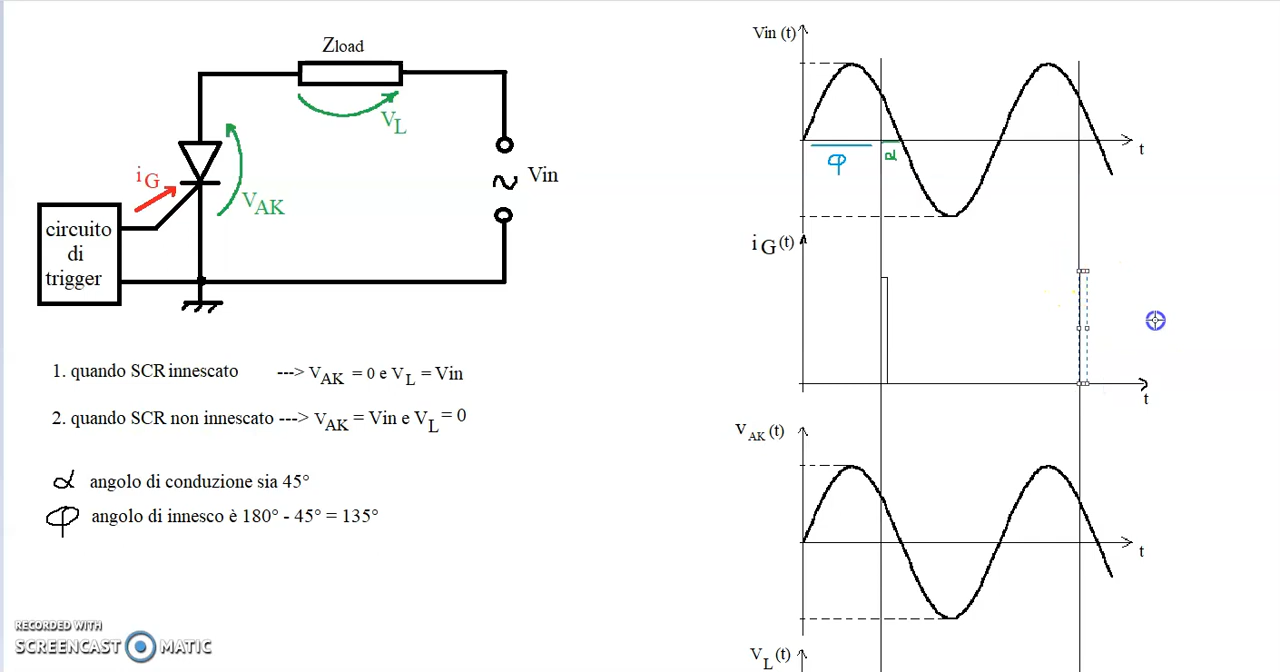 Zload
VL
iG
VAK
Vin
circuito
di
trigger
1. quando SCR innescato ---> VAK = 0 e VL = Vin
2. quando SCR non innescato ---> VAK = Vin e VL = 0
α angolo di conduzione sia 45°
φ angolo di innesco è 180° - 45° = 135°
RECORDED WITH
SCREENCAST MATIC
Vin (t)
t
φ
α
iG(t)
t
VAK (t)
t
VL (t)